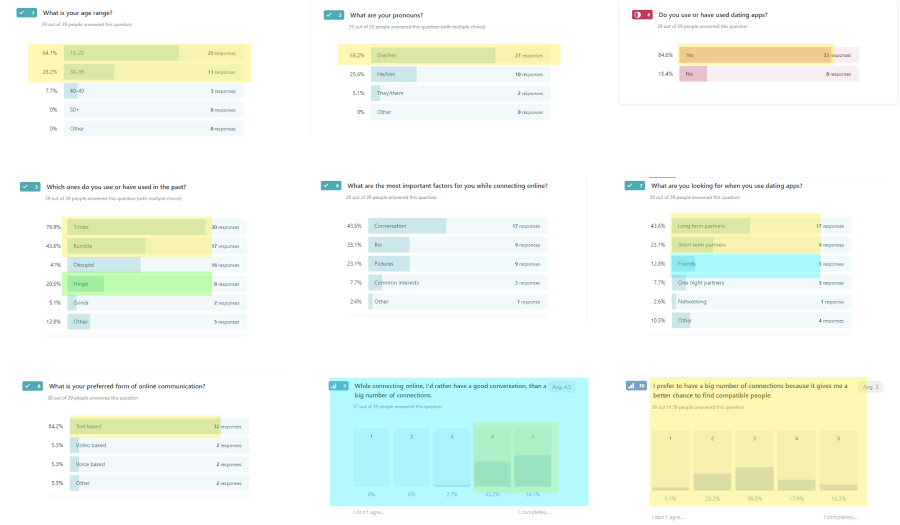 1 What is your age range?
39 out of 39 people answered this question
64.1% 18-29 25 responses
28.2% 30-39 11 responses
7.7% 40-49 3 responses
0% 50+ 0 responses
0% Other 0 responses
2 What are your pronouns?
39 out of 39 people answered this question (with multiple choice)
69.2% She/her 27 responses
25.6% He/him 10 responses
5.1% They/them 2 responses
0% Other 0 responses
4 Do you use or have used dating apps?
39 out of 39 people answered this question
84.6% Yes 33 responses
15.4% No 6 responses
5 Which ones do you use or have used in the past?
39 out of 39 people answered this question (with multiple choice)
76.9% Tinder 30 responses
43.6% Bumble 17 responses
41% Okcupid 16 responses
20.5% Hinge 8 responses
5.1% Grindr 2 responses
12.8% Other 5 responses
6 What are the most important factors for you while connecting online?
39 out of 39 people answered this question
43.6% Conversation 17 responses
23.1% Bio 9 responses
23.1% Pictures 9 responses
7.7% Common interests 3 responses
2.6% Other 1 response
7 What are you looking for when you use dating apps?
39 out of 39 people answered this question
43.6% Long term partners 17 responses
23.1% Short term partners 9 responses
12.8% Friends 5 responses
7.7% One night partners 3 responses
2.6% Networking 1 response
10.3% Other 4 responses
8 What is your preferred form of online communication?
38 out of 39 people answered this question
84.2% Text based 32 responses
5.3% Video based 2 responses
5.3% Voice based 2 responses
5.3% Other 2 responses
9 While connecting online, I'd rather have a good conversation, than a big number of connections.
Avg. 4.5
37 out of 39 people answered this question
1 2 3 4 5
0% 0% 2.7% 43.2% 54.1%
I don't agree... I completely...
10 I prefer to have a big number of connections because it gives me a
better chance to find compatible people.
Avg. 3
39 out of 39 people answered this question
1 2 3 4 5
5.1% 28.2% 38.5% 17.9% 10.3%
I don't agree... I completely...